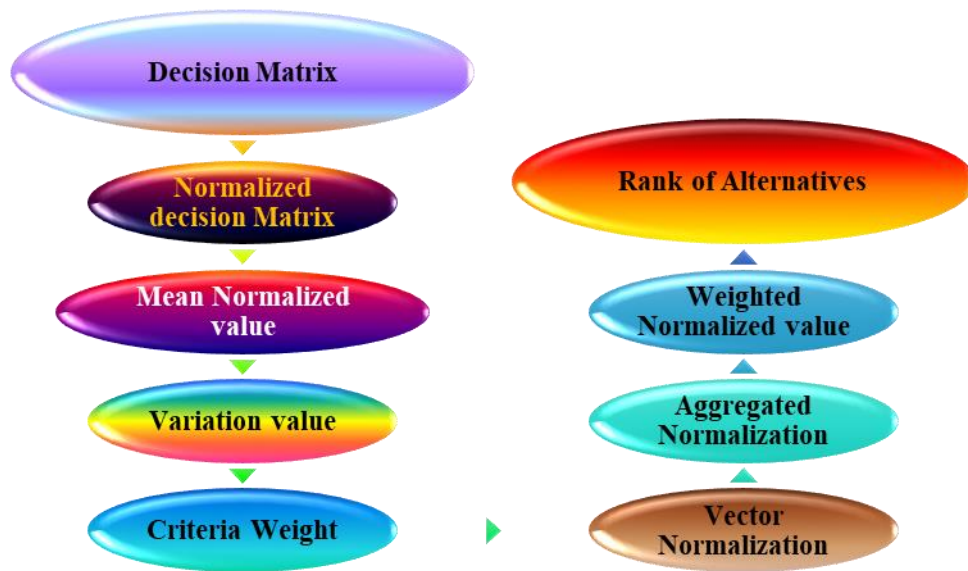 Decision Matrix
Normalized
decision Matrix
Mean Normalized
value
Variation value
Criteria Weight
Vector
Normalization
Aggregated
Normalization
Weighted
Normalized value
Rank of Alternatives